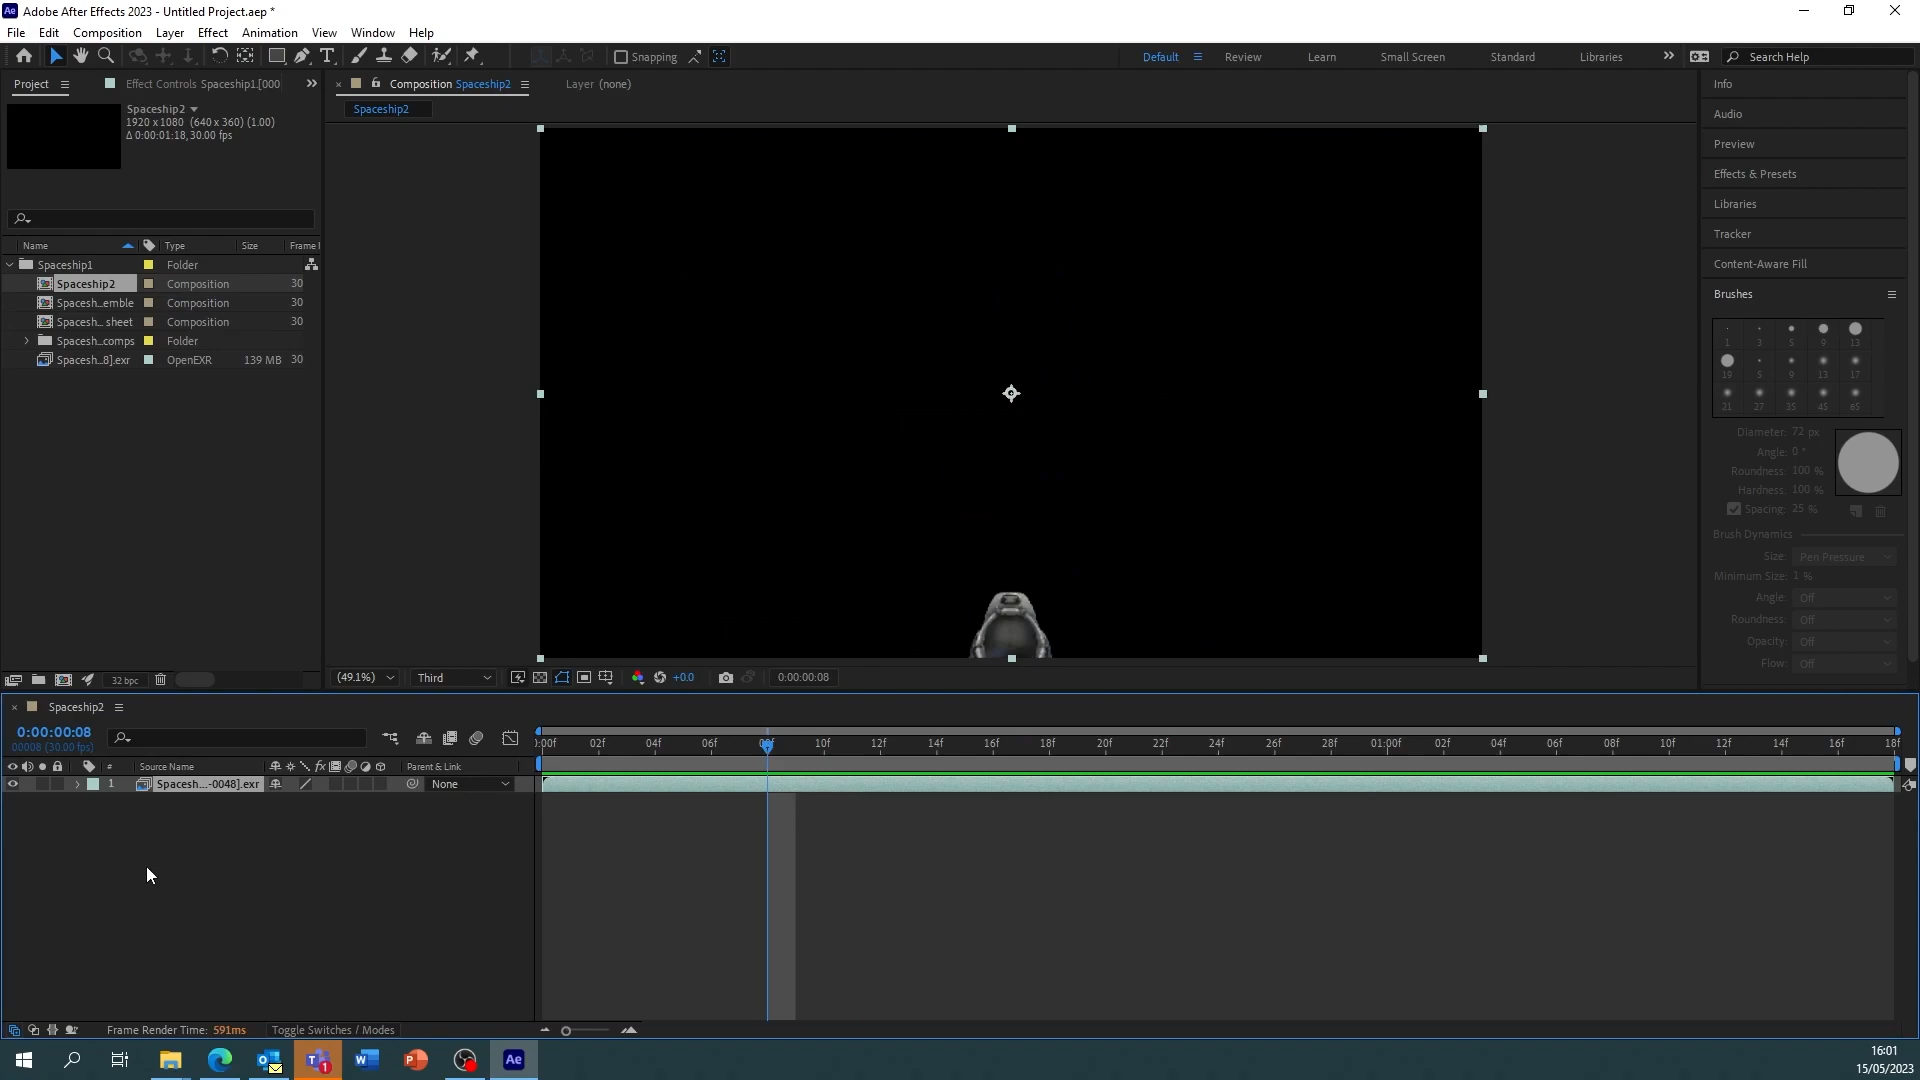 Adobe After Effects 2023 - Untitled Project.aep *
File Edit Composition Layer Effect Animation View Window Help
Snapping
Default Review Learn Small Screen Standard Libraries Search Help
Project Effect Controls Spaceship1.[000
Composition Spaceship2 Layer (none)
Spaceship2
Spaceship2
1920 x 1080 (640 x 360) (1.00)
Δ 0:00:01:18, 30.00 fps
Name Type Size Frame
Spaceship1 Folder
Spaceship2 Composition 30
Spacesh...emble Composition 30
Spacesh... sheet Composition 30
Spacesh...comps Folder
Spacesh...8].exr OpenEXR 139 MB 30
32 bpc
(49.1%) Third +0.0 0:00:00:08
Info
Audio
Preview
Effects & Presets
Libraries
Tracker
Content-Aware Fill
Brushes
1 3 5 9 13
19 5 9 13 17
21 27 35 45 65
Diameter: 72 px
Angle: 0 °
Roundness: 100 %
Hardness: 100 %
Spacing: 25 %
Brush Dynamics
Size: Pen Pressure
Minimum Size: 1 %
Angle: Off
Roundness: Off
Opacity: Off
Flow: Off
Spaceship2
0:00:00:08
00008 (30.00 fps)
# Source Name Parent & Link
1 Spacesh...-0048].exr None
:00f 02f 04f 06f 08f 10f 12f 14f 16f 18f 20f 22f 24f 26f 28f 01:00f 02f 04f 06f 08f 10f 12f 14f 16f 18f
Frame Render Time: 591ms Toggle Switches / Modes
16:01
15/05/2023